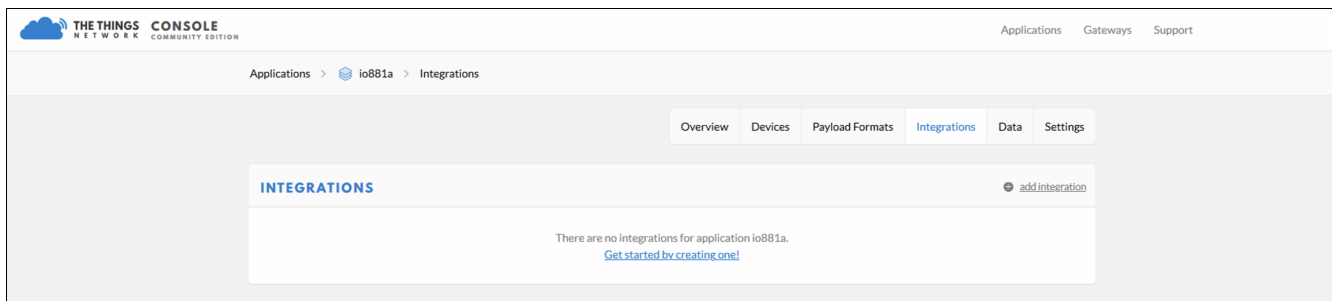 THE THINGS NETWORK CONSOLE COMMUNITY EDITION
Applications Gateways Support
Applications > io881a > Integrations
Overview Devices Payload Formats Integrations Data Settings
INTEGRATIONS
add integration
There are no integrations for application io881a.
Get started by creating one!